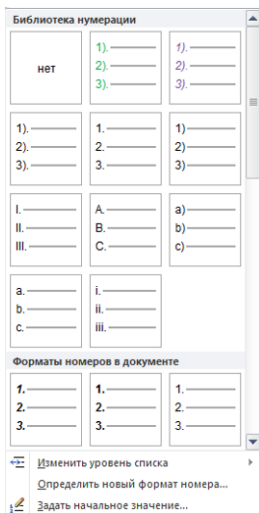 Библиотека нумерации
нет
1).
2).
3).
1).
2).
3).
1).
2).
3).
1.
2.
3.
1)
2)
3)
I.
II.
III.
A.
B.
C.
a)
b)
c)
a.
b.
c.
i.
ii.
iii.
Форматы номеров в документе
1.
2.
3.
1.
2.
3.
1.
2.
3.
Изменить уровень списка
Определить новый формат номера...
Задать начальное значение...